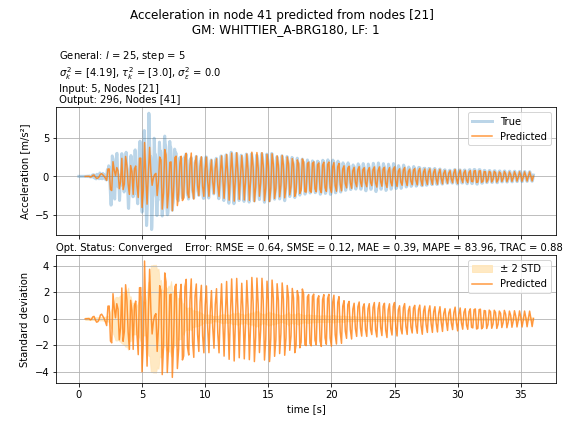 Acceleration in node 41 predicted from nodes [21]
GM: WHITTIER_A-BRG180, LF: 1
General: l = 25, step = 5
σ²ₖ = [4.19], τ²ₖ = [3.0], σ²ε = 0.0
Input: 5, Nodes [21]
Output: 296, Nodes [41]
True
Predicted
Acceleration [m/s²]
5
0
−5
Opt. Status: Converged Error: RMSE = 0.64, SMSE = 0.12, MAE = 0.39, MAPE = 83.96, TRAC = 0.88
± 2 STD
Predicted
Standard deviation
4
2
0
−2
−4
0 5 10 15 20 25 30 35
time [s]